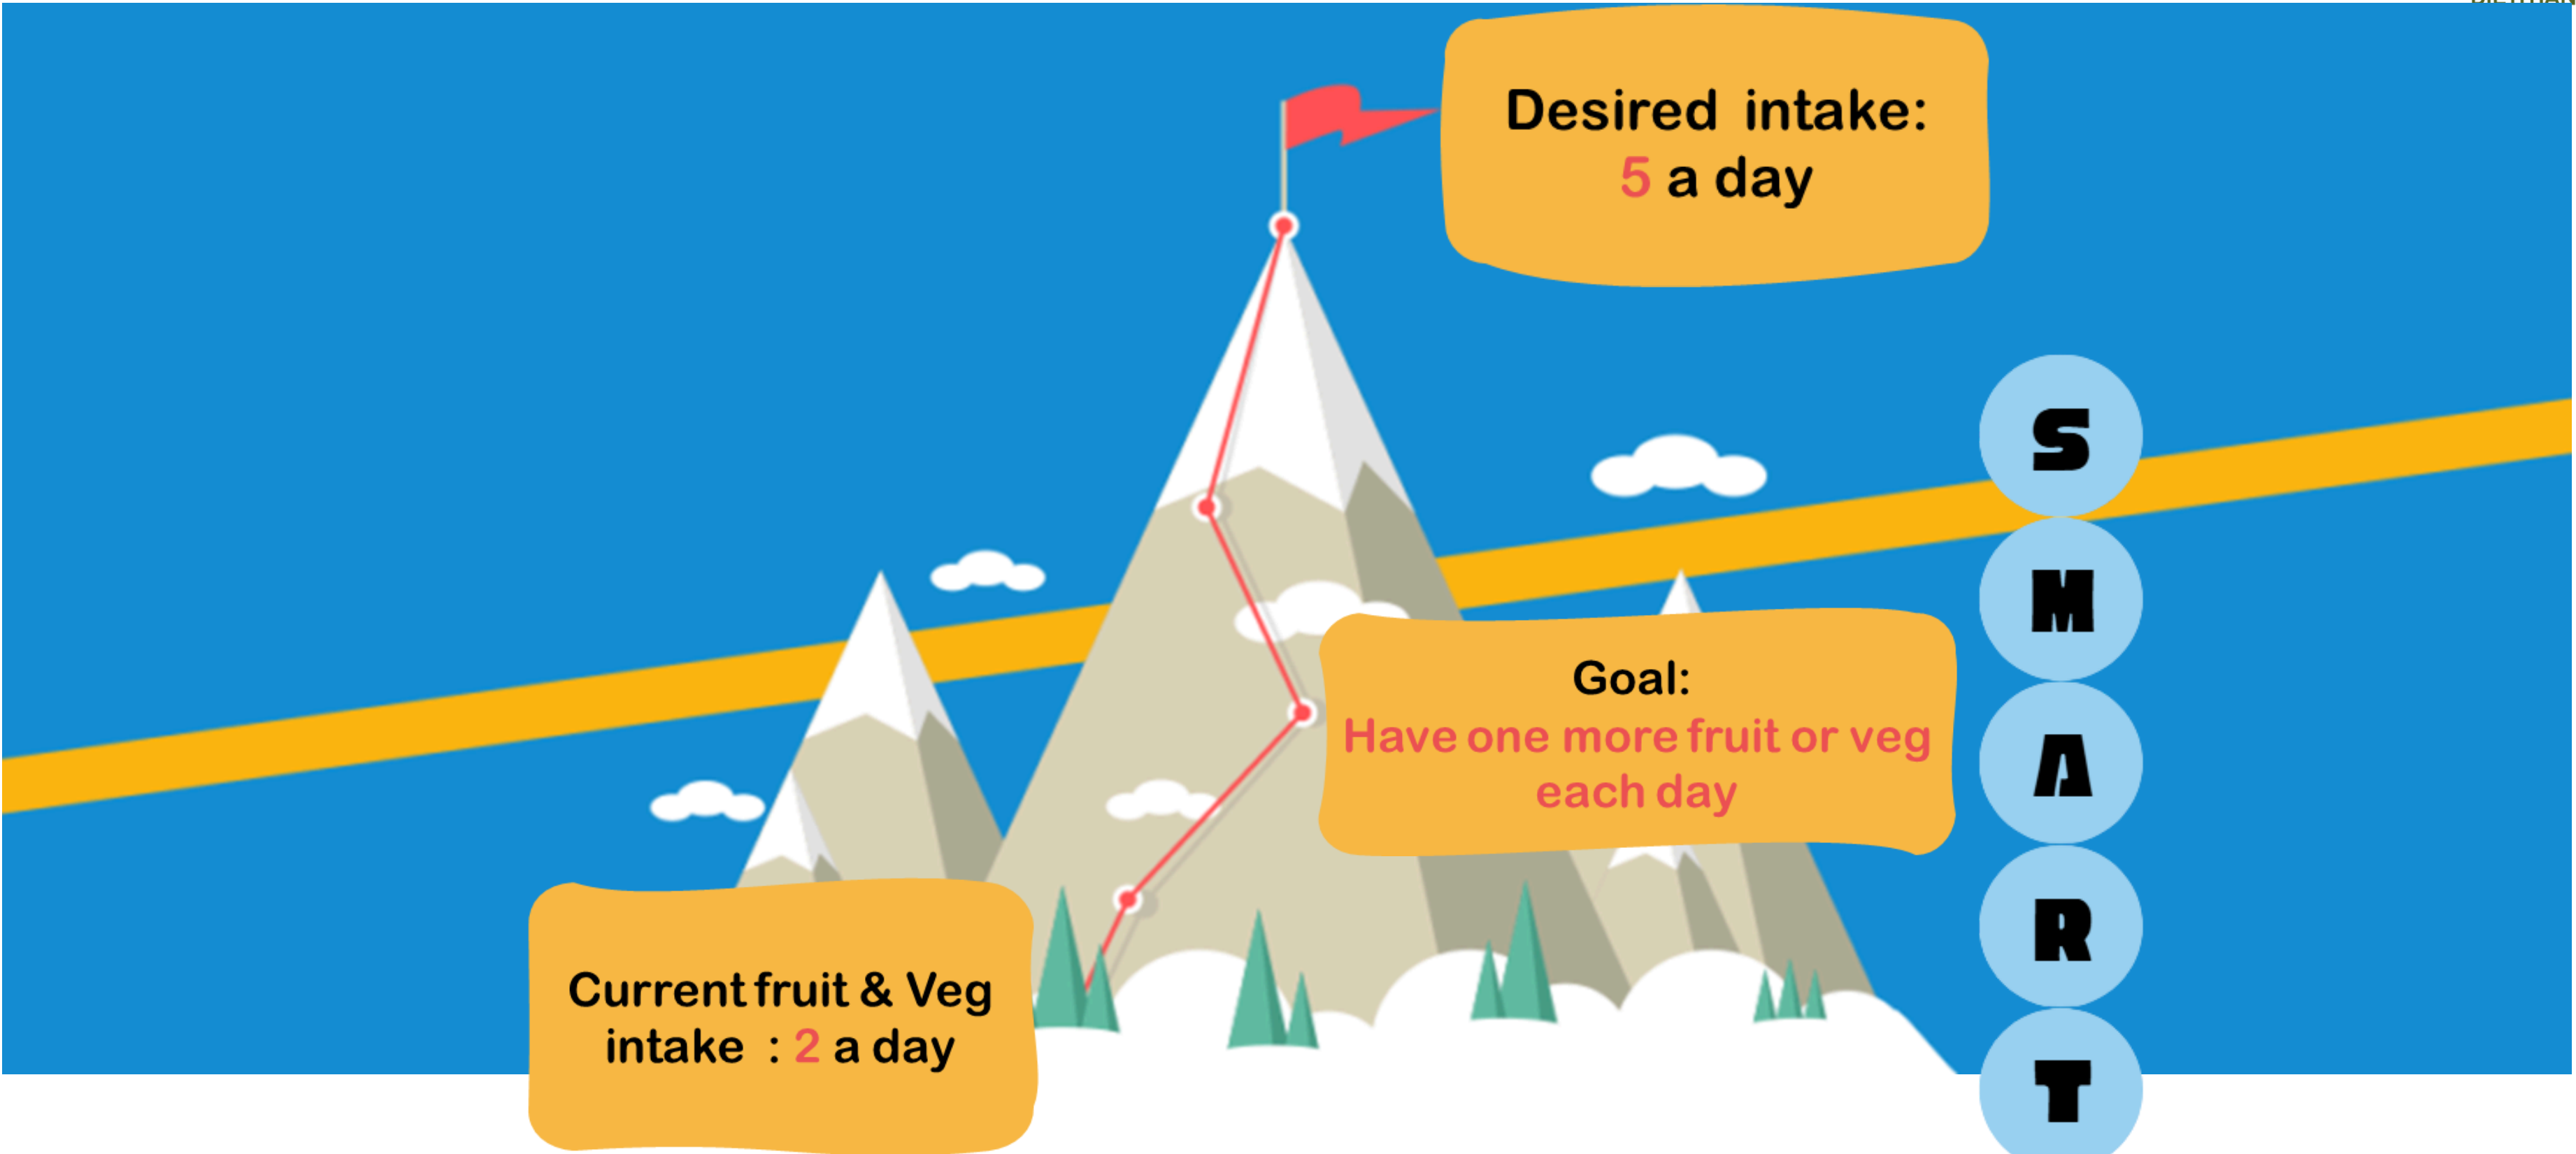 Desired intake:
5 a day
Goal:
Have one more fruit or veg
each day
Current fruit & Veg
intake : 2 a day
S
M
A
R
T